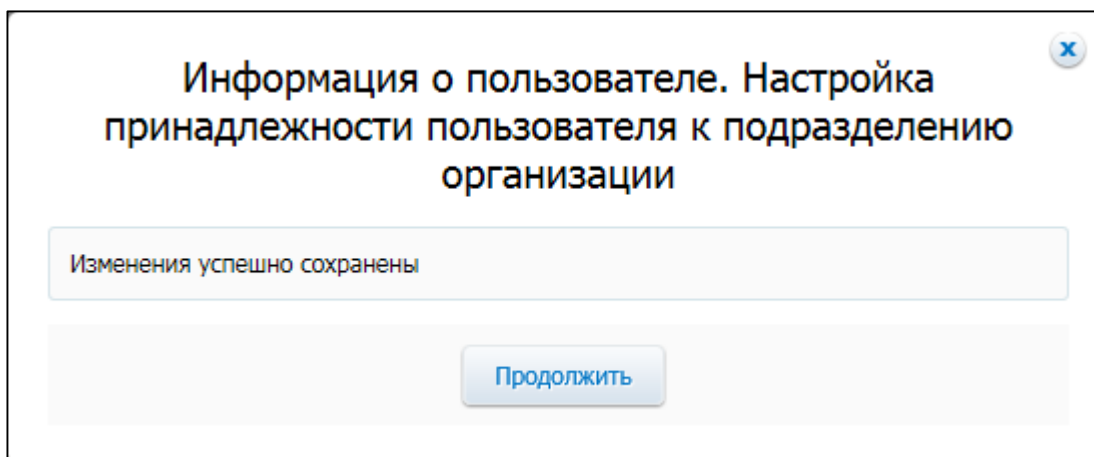 x
Информация о пользователе. Настройка
принадлежности пользователя к подразделению
организации
Изменения успешно сохранены
Продолжить